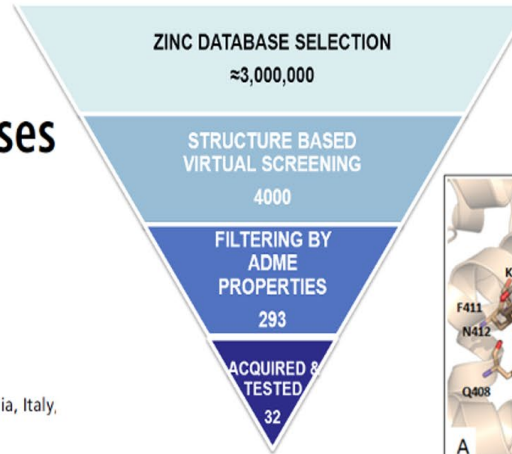 ZINC DATABASE SELECTION
≈3,000,000
ses
STRUCTURE BASED
VIRTUAL SCREENING
4000
FILTERING BY
ADME
PROPERTIES
293
ACQUIRED &
TESTED
32
ia, Italy,
K
F411
N412
Q408
A